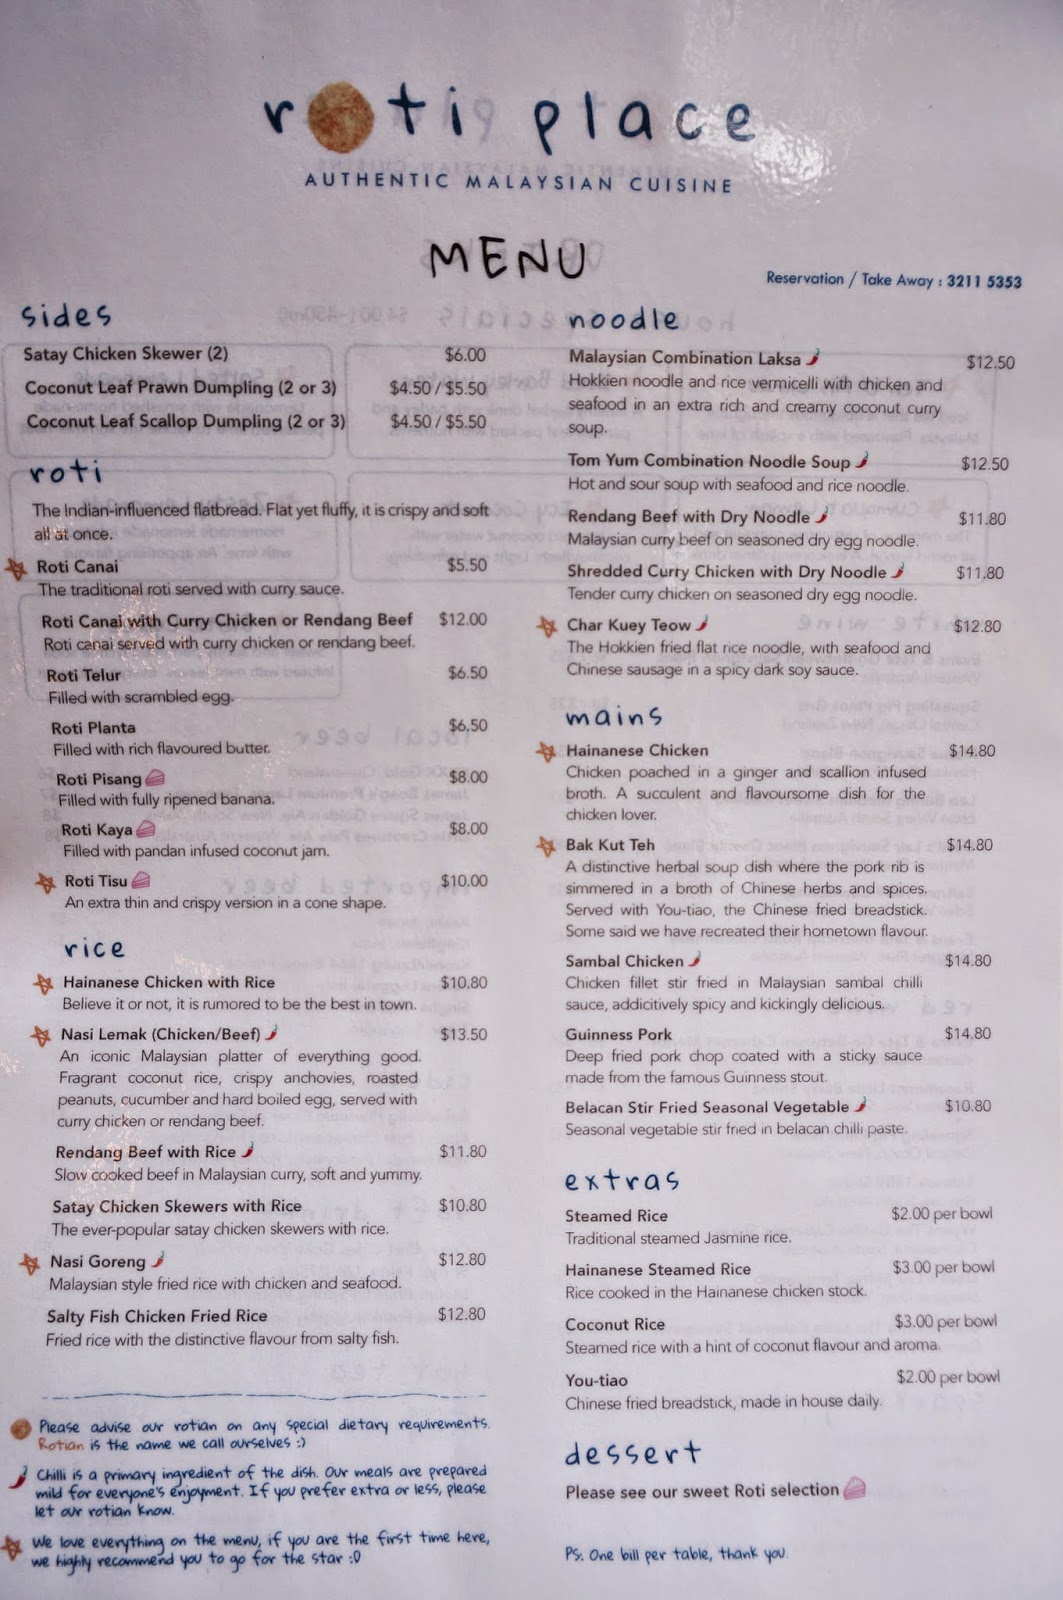 roti place
AUTHENTIC MALAYSIAN CUISINE
MENU
Reservation / Take Away : 3211 5353
sides
Satay Chicken Skewer (2) $6.00
Coconut Leaf Prawn Dumpling (2 or 3) $4.50 / $5.50
Coconut Leaf Scallop Dumpling (2 or 3) $4.50 / $5.50
roti
The Indian-influenced flatbread. Flat yet fluffy, it is crispy and soft
all at once.
Roti Canai $5.50
The traditional roti served with curry sauce.
Roti Canai with Curry Chicken or Rendang Beef $12.00
Roti canai served with curry chicken or rendang beef.
Roti Telur $6.50
Filled with scrambled egg.
Roti Planta $6.50
Filled with rich flavoured butter.
Roti Pisang $8.00
Filled with fully ripened banana.
Roti Kaya $8.00
Filled with pandan infused coconut jam.
Roti Tisu $10.00
An extra thin and crispy version in a cone shape.
rice
Hainanese Chicken with Rice $10.80
Believe it or not, it is rumored to be the best in town.
Nasi Lemak (Chicken/Beef) $13.50
An iconic Malaysian platter of everything good.
Fragrant coconut rice, crispy anchovies, roasted
peanuts, cucumber and hard boiled egg, served with
curry chicken or rendang beef.
Rendang Beef with Rice $11.80
Slow cooked beef in Malaysian curry, soft and yummy.
Satay Chicken Skewers with Rice $10.80
The ever-popular satay chicken skewers with rice.
Nasi Goreng $12.80
Malaysian style fried rice with chicken and seafood.
Salty Fish Chicken Fried Rice $12.80
Fried rice with the distinctive flavour from salty fish.
Please advise our rotian on any special dietary requirements.
Rotian is the name we call ourselves :)
Chilli is a primary ingredient of the dish. Our meals are prepared
mild for everyone's enjoyment. If you prefer extra or less, please
let our rotian know.
We love everything on the menu, if you are the first time here,
we highly recommend you to go for the star :D
noodle
Malaysian Combination Laksa $12.50
Hokkien noodle and rice vermicelli with chicken and
seafood in an extra rich and creamy coconut curry
soup.
Tom Yum Combination Noodle Soup $12.50
Hot and sour soup with seafood and rice noodle.
Rendang Beef with Dry Noodle $11.80
Malaysian curry beef on seasoned dry egg noodle.
Shredded Curry Chicken with Dry Noodle $11.80
Tender curry chicken on seasoned dry egg noodle.
Char Kuey Teow $12.80
The Hokkien fried flat rice noodle, with seafood and
Chinese sausage in a spicy dark soy sauce.
mains
Hainanese Chicken $14.80
Chicken poached in a ginger and scallion infused
broth. A succulent and flavoursome dish for the
chicken lover.
Bak Kut Teh $14.80
A distinctive herbal soup dish where the pork rib is
simmered in a broth of Chinese herbs and spices.
Served with You-tiao, the Chinese fried breadstick.
Some said we have recreated their hometown flavour.
Sambal Chicken $14.80
Chicken fillet stir fried in Malaysian sambal chilli
sauce, addicitively spicy and kickingly delicious.
Guinness Pork $14.80
Deep fried pork chop coated with a sticky sauce
made from the famous Guinness stout.
Belacan Stir Fried Seasonal Vegetable $10.80
Seasonal vegetable stir fried in belacan chilli paste.
extras
Steamed Rice $2.00 per bowl
Traditional steamed Jasmine rice.
Hainanese Steamed Rice $3.00 per bowl
Rice cooked in the Hainanese chicken stock.
Coconut Rice $3.00 per bowl
Steamed rice with a hint of coconut flavour and aroma.
You-tiao $2.00 per bowl
Chinese fried breadstick, made in house daily.
dessert
Please see our sweet Roti selection
PS: One bill per table, thank you.